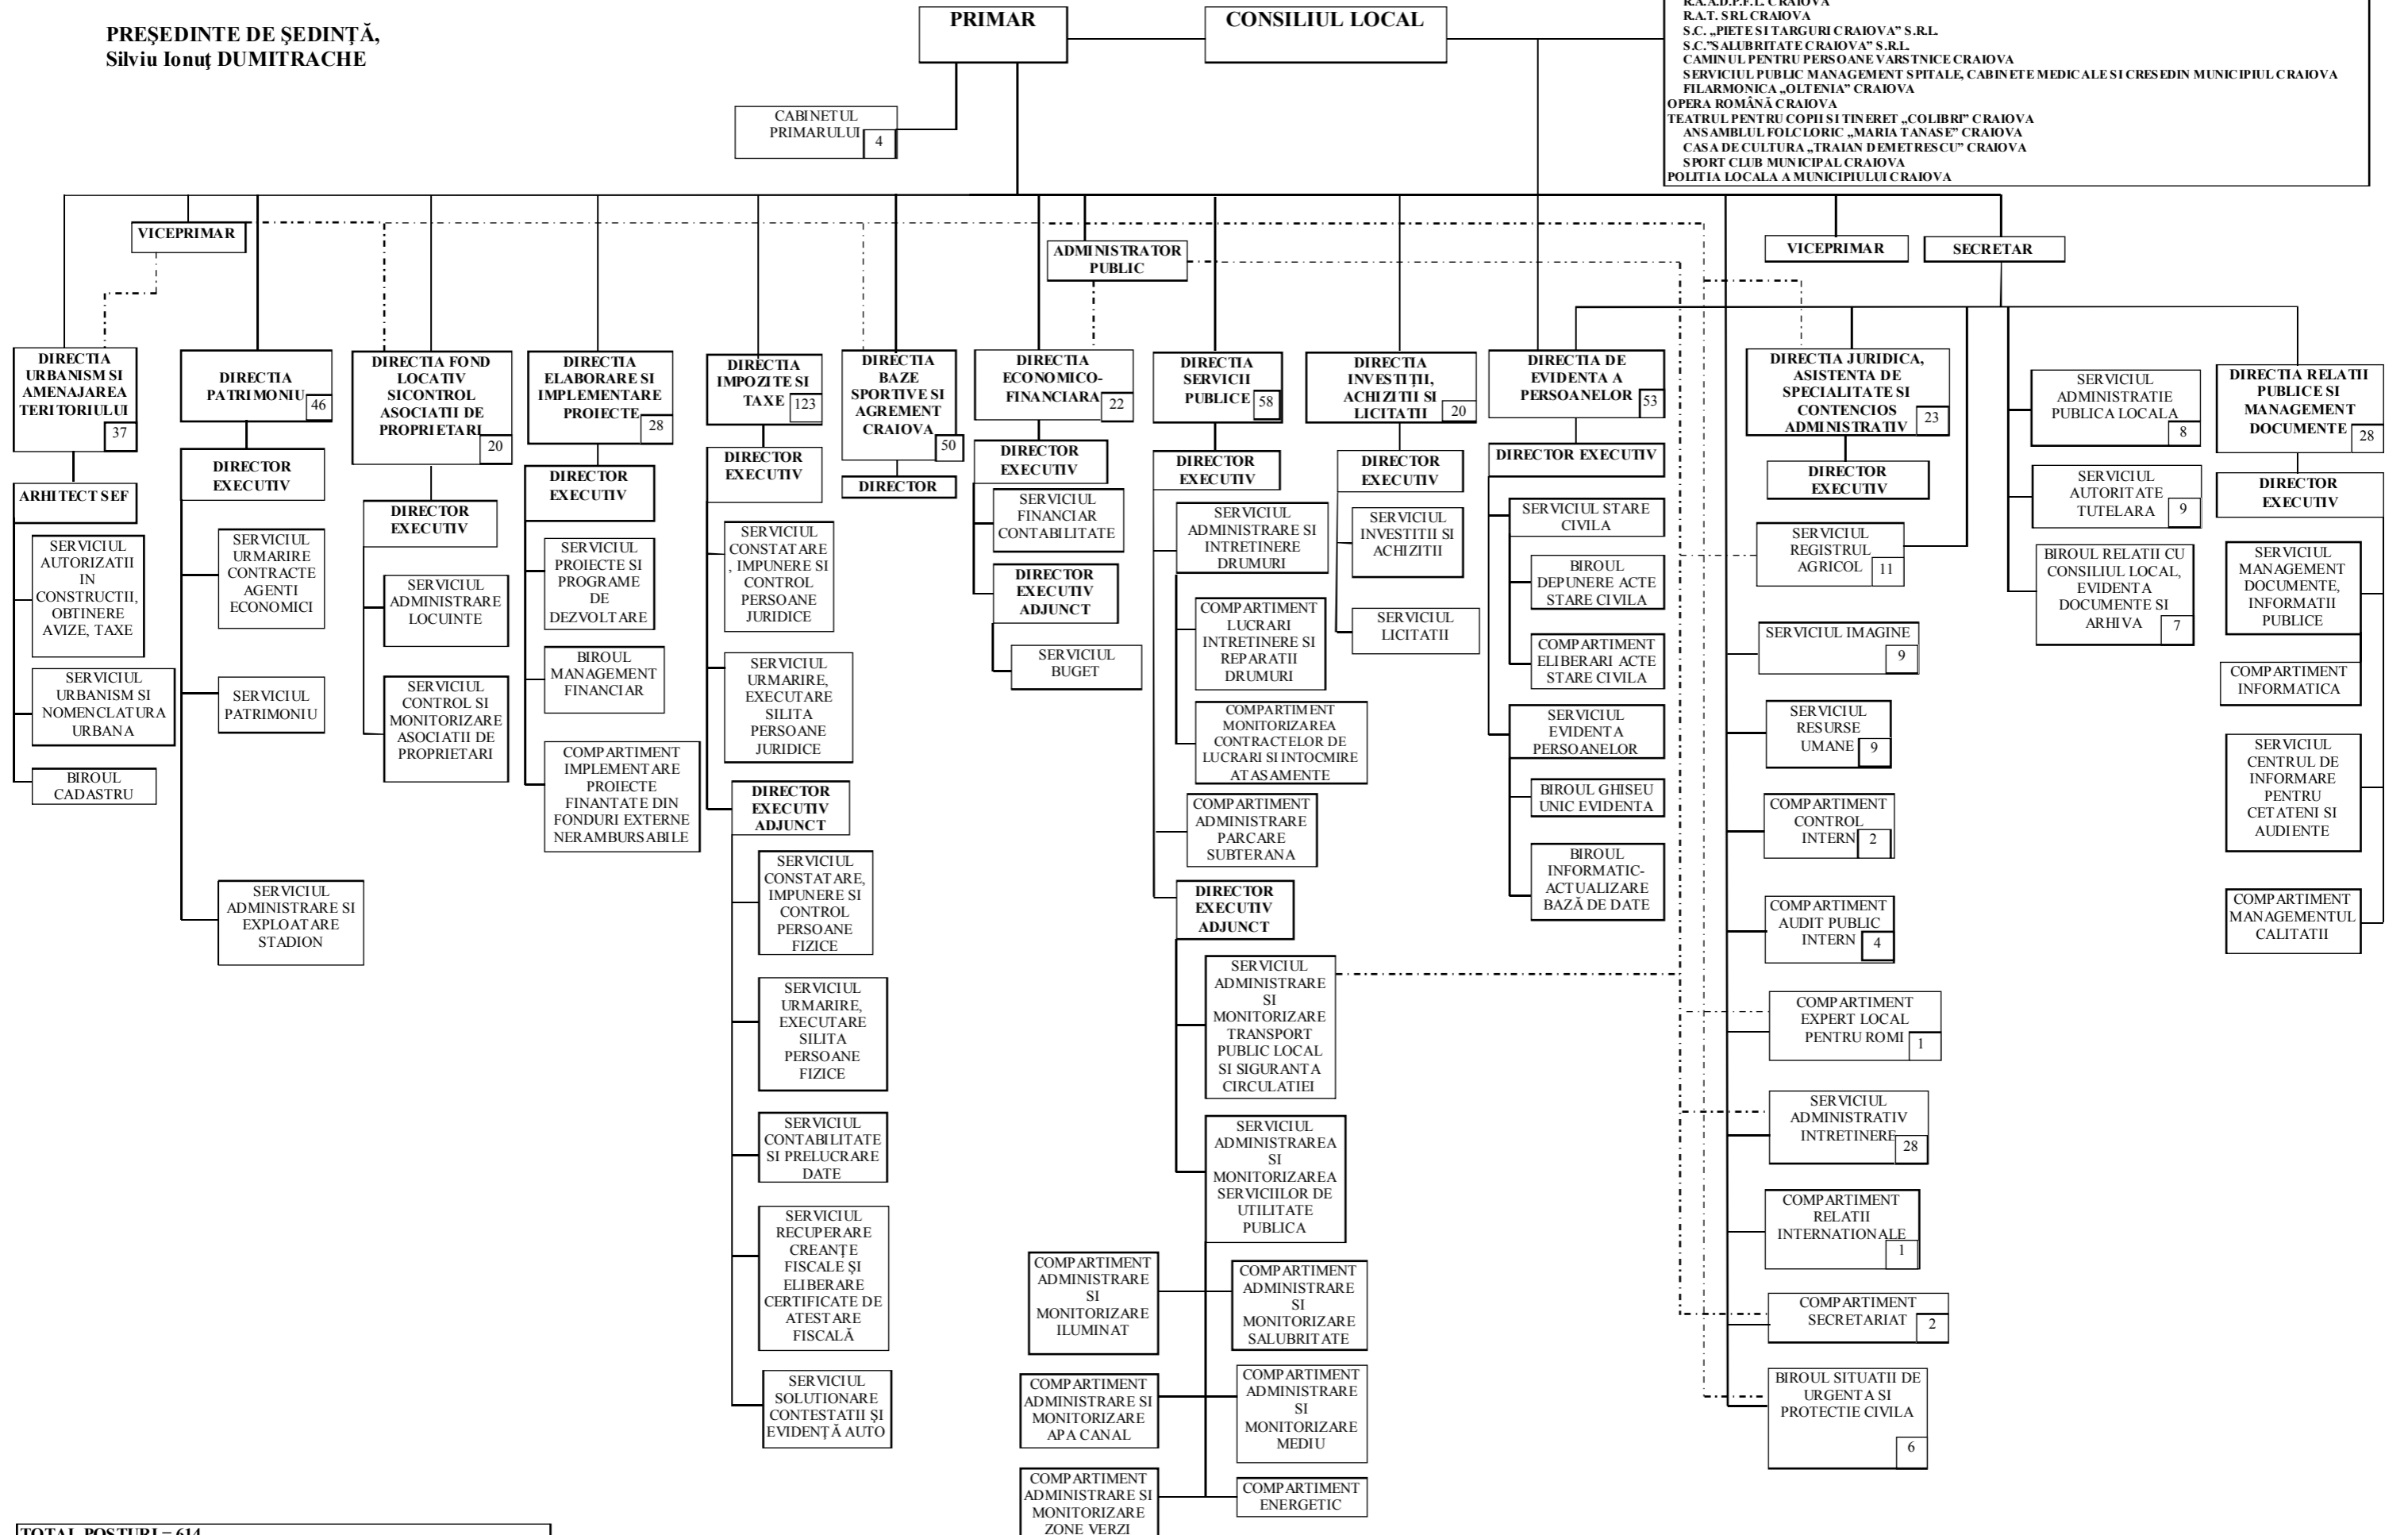 PREŞEDINTE DE ŞEDINŢĂ,
Silviu Ionuţ DUMITRACHE
PRIMAR
CONSILIUL LOCAL
R.A.A.D.P.F.L. CRAIOVA
R.A.T. SRL CRAIOVA
S.C. „PIETE SI TARGURI CRAIOVA” S.R.L.
S.C.”SALUBRITATE CRAIOVA” S.R.L.
CAMINUL PENTRU PERSOANE VARSTNICE CRAIOVA
SERVICIUL PUBLIC MANAGEMENT SPITALE, CABINETE MEDICALE SI CRESEDIN MUNICIPIUL CRAIOVA
FILARMONICA „OLTENIA” CRAIOVA
OPERA ROMÂNĂ CRAIOVA
TEATRUL PENTRU COPII SI TINERET „COLIBRI” CRAIOVA
ANSAMBLUL FOLCLORIC „MARIA TANASE” CRAIOVA
CASA DE CULTURA „TRAIAN DEMETRESCU” CRAIOVA
SPORT CLUB MUNICIPAL CRAIOVA
POLITIA LOCALA A MUNICIPIULUI CRAIOVA
CABINETUL
PRIMARULUI
4
VICEPRIMAR
ADMINISTRATOR
PUBLIC
VICEPRIMAR
SECRETAR
DIRECTIA
URBANISM SI
AMENAJAREA
TERITORIULUI
37
ARHITECT SEF
SERVICIUL
AUTORIZATII
IN
CONSTRUCTII,
OBTINERE
AVIZE, TAXE
SERVICIUL
URBANISM SI
NOMENCLATURA
URBANA
BIROUL
CADASTRU
DIRECTIA
PATRIMONIU
46
DIRECTOR
EXECUTIV
SERVICIUL
URMARIRE
CONTRACTE
AGENTI
ECONOMICI
SERVICIUL
PATRIMONIU
SERVICIUL
ADMINISTRARE SI
EXPLOATARE
STADION
DIRECTIA FOND
LOCATIV
SICONTROL
ASOCIATII DE
PROPRIETARI
20
DIRECTOR
EXECUTIV
SERVICIUL
ADMINISTRARE
LOCUINTE
SERVICIUL
CONTROL SI
MONITORIZARE
ASOCIATII DE
PROPRIETARI
DIRECTIA
ELABORARE SI
IMPLEMENTARE
PROIECTE
28
DIRECTOR
EXECUTIV
SERVICIUL
PROIECTE SI
PROGRAME
DE
DEZVOLTARE
BIROUL
MANAGEMENT
FINANCIAR
COMPARTIMENT
IMPLEMENTARE
PROIECTE
FINANTATE DIN
FONDURI EXTERNE
NERAMBURSABILE
DIRECTIA
IMPOZITE SI
TAXE
123
DIRECTOR
EXECUTIV
SERVICIUL
CONSTATARE
, IMPUNERE SI
CONTROL
PERSOANE
JURIDICE
SERVICIUL
URMARIRE,
EXECUTARE
SILITA
PERSOANE
JURIDICE
DIRECTOR
EXECUTIV
ADJUNCT
SERVICIUL
CONSTATARE,
IMPUNERE SI
CONTROL
PERSOANE
FIZICE
SERVICIUL
URMARIRE,
EXECUTARE
SILITA
PERSOANE
FIZICE
SERVICIUL
CONTABILITATE
SI PRELUCRARE
DATE
SERVICIUL
RECUPERARE
CREANŢE
FISCALE ŞI
ELIBERARE
CERTIFICATE DE
ATESTARE
FISCALĂ
SERVICIUL
SOLUTIONARE
CONTESTATII ŞI
EVIDENŢĂ AUTO
DIRECTIA
BAZE
SPORTIVE SI
AGREMENT
CRAIOVA
50
DIRECTOR
DIRECTIA
ECONOMICO-
FINANCIARA
22
DIRECTOR
EXECUTIV
SERVICIUL
FINANCIAR
CONTABILITATE
DIRECTOR
EXECUTIV
ADJUNCT
SERVICIUL
BUGET
DIRECTIA
SERVICII
PUBLICE
58
DIRECTOR
EXECUTIV
SERVICIUL
ADMINISTRARE SI
INTRETINERE
DRUMURI
COMPARTIMENT
LUCRARI
INTRETINERE SI
REPARATII
DRUMURI
COMPARTIMENT
MONITORIZAREA
CONTRACTELOR DE
LUCRARI SI INTOCMIRE
ATASAMENTE
COMPARTIMENT
ADMINISTRARE
PARCARE
SUBTERANA
DIRECTOR
EXECUTIV
ADJUNCT
SERVICIUL
ADMINISTRARE
SI
MONITORIZARE
TRANSPORT
PUBLIC LOCAL
SI SIGURANTA
CIRCULATIEI
SERVICIUL
ADMINISTRAREA
SI
MONITORIZAREA
SERVICIILOR DE
UTILITATE
PUBLICA
COMPARTIMENT
ADMINISTRARE
SI
MONITORIZARE
ILUMINAT
COMPARTIMENT
ADMINISTRARE
SI
MONITORIZARE
SALUBRITATE
COMPARTIMENT
ADMINISTRARE SI
MONITORIZARE
APA CANAL
COMPARTIMENT
ADMINISTRARE
SI
MONITORIZARE
MEDIU
COMPARTIMENT
ADMINISTRARE SI
MONITORIZARE
ZONE VERZI
COMPARTIMENT
ENERGETIC
DIRECTIA
INVESTIŢII,
ACHIZITII SI
LICITATII
20
DIRECTOR
EXECUTIV
SERVICIUL
INVESTITII SI
ACHIZITII
SERVICIUL
LICITATII
DIRECTIA DE
EVIDENTA A
PERSOANELOR
53
DIRECTOR EXECUTIV
SERVICIUL STARE
CIVILA
BIROUL
DEPUNERE ACTE
STARE CIVILA
COMPARTIMENT
ELIBERARI ACTE
STARE CIVILA
SERVICIUL
EVIDENTA
PERSOANELOR
BIROUL GHISEU
UNIC EVIDENTA
BIROUL
INFORMATIC-
ACTUALIZARE
BAZĂ DE DATE
DIRECTIA JURIDICA,
ASISTENTA DE
SPECIALITATE SI
CONTENCIOS
ADMINISTRATIV
23
DIRECTOR
EXECUTIV
SERVICIUL
REGISTRUL
AGRICOL
11
SERVICIUL IMAGINE
9
SERVICIUL
RESURSE
UMANE
9
COMPARTIMENT
CONTROL
INTERN
2
COMPARTIMENT
AUDIT PUBLIC
INTERN
4
COMPARTIMENT
EXPERT LOCAL
PENTRU ROMI
1
SERVICIUL
ADMINISTRATIV
INTRETINERE
28
COMPARTIMENT
RELATII
INTERNATIONALE
1
COMPARTIMENT
SECRETARIAT
2
BIROUL SITUATII DE
URGENTA SI
PROTECTIE CIVILA
6
SERVICIUL
ADMINISTRATIE
PUBLICA LOCALA
8
SERVICIUL
AUTORITATE
TUTELARA
9
BIROUL RELATII CU
CONSILIUL LOCAL,
EVIDENTA
DOCUMENTE SI
ARHIVA
7
DIRECTIA RELATII
PUBLICE SI
MANAGEMENT
DOCUMENTE
28
DIRECTOR
EXECUTIV
SERVICIUL
MANAGEMENT
DOCUMENTE,
INFORMATII
PUBLICE
COMPARTIMENT
INFORMATICA
SERVICIUL
CENTRUL DE
INFORMARE
PENTRU
CETATENI SI
AUDIENTE
COMPARTIMENT
MANAGEMENTUL
CALITATII
TOTAL POSTURI = 614